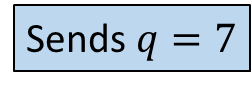 Sends q = 7